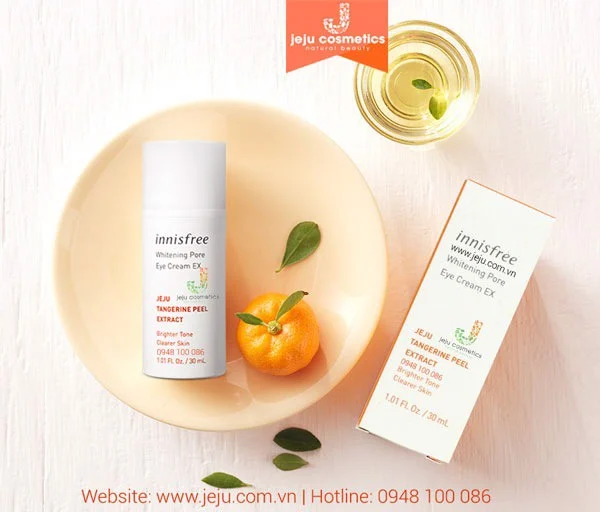 jeju cosmetics
natural beauty
innisfree
Whitening Pore
Eye Cream EX
jeju cosmetics
JEJU
TANGERINE PEEL
EXTRACT
Brighter Tone
Clearer Skin
0948 100 086
1.01 FL Oz. / 30 mL
innisfree
www.jeju.com.vn
Whitening Pore
Eye Cream EX
jeju cosmetics
JEJU
TANGERINE PEEL
EXTRACT
0948 100 086
Brighter Tone
Clearer Skin
1.01 FL Oz. / 30 mL
Website: www.jeju.com.vn | Hotline: 0948 100 086